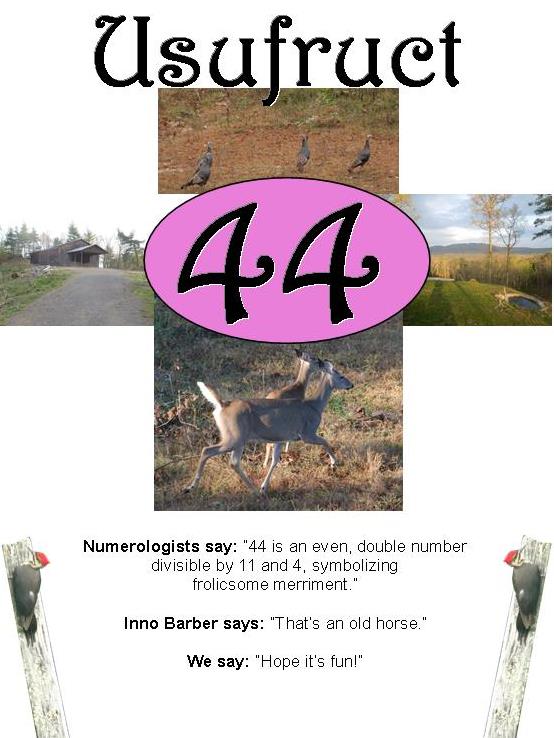 Usufruct
44
Numerologists say: "44 is an even, double number
divisible by 11 and 4, symbolizing
frolicsome merriment."
Inno Barber says: "That's an old horse."
We say: "Hope it's fun!"